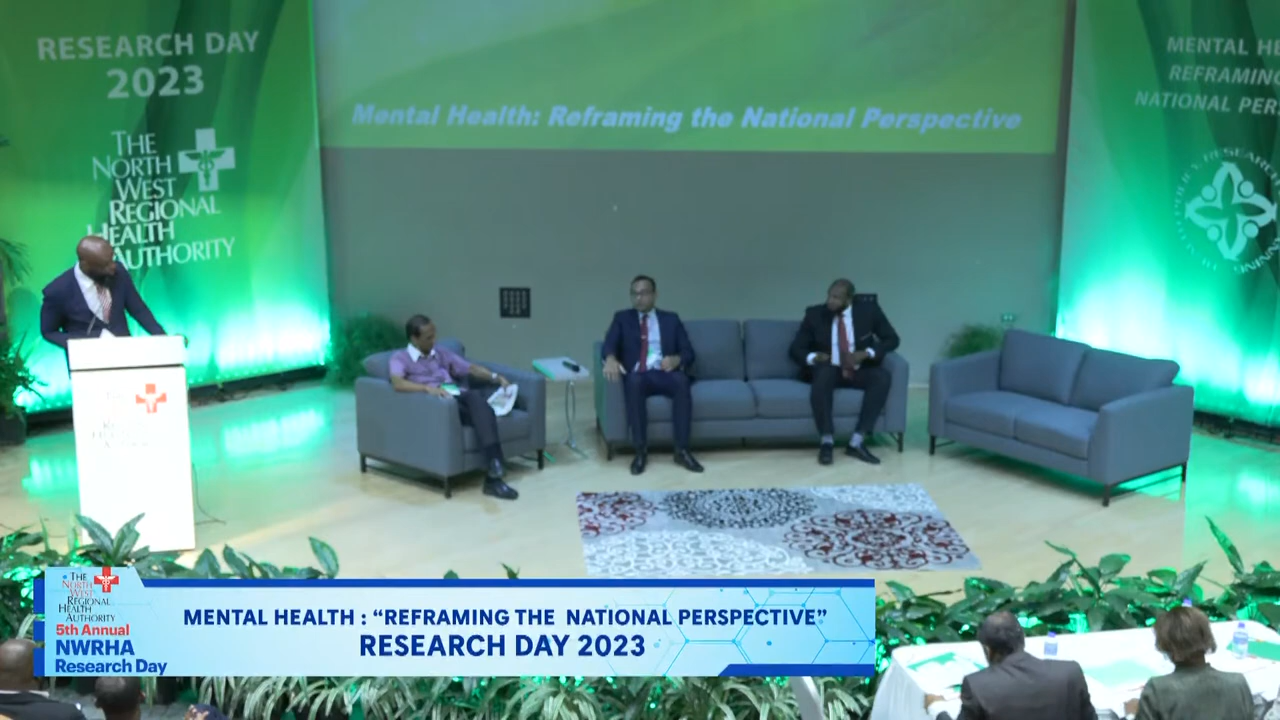 RESEARCH DAY
2023
THE
NORTH
WEST
REGIONAL
HEALTH
AUTHORITY
Mental Health: Reframing the National Perspective
MENTAL HE
REFRAMING
NATIONAL PER
THE
NORTH
WEST
REGIONAL
HEALTH
AUTHORITY
5th Annual
NWRHA
Research Day
MENTAL HEALTH : “REFRAMING THE NATIONAL PERSPECTIVE”
RESEARCH DAY 2023